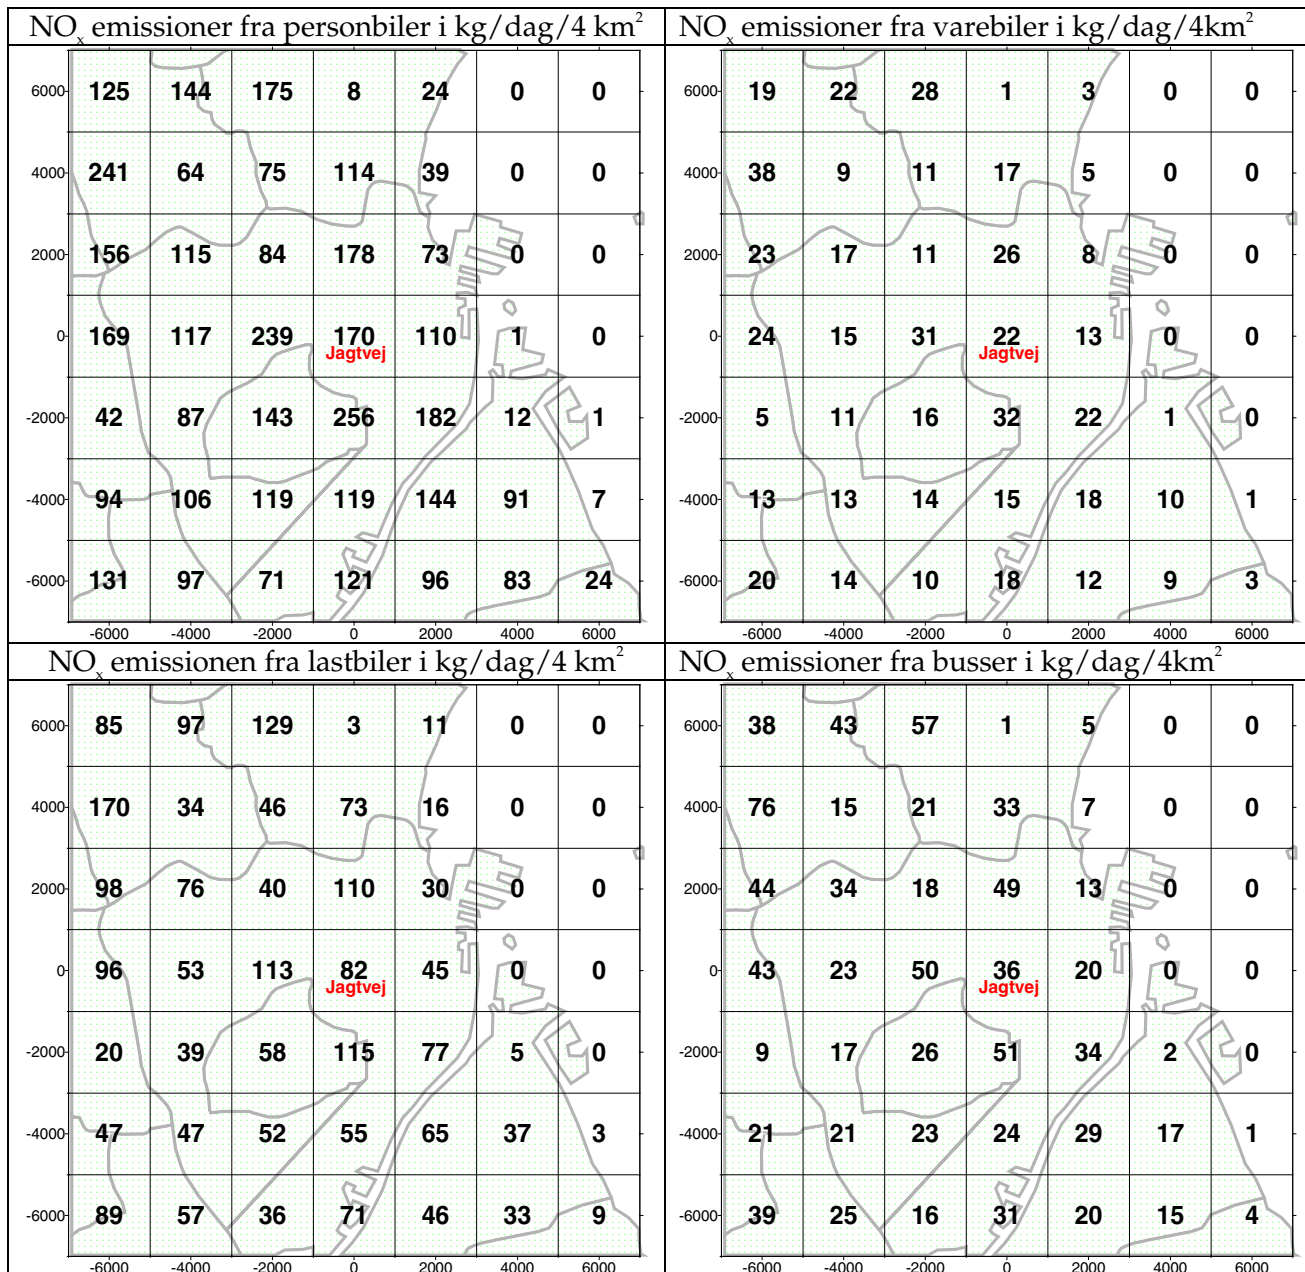 NOx emissioner fra personbiler i kg/dag/4 km²
NOx emissioner fra varebiler i kg/dag/4km²
6000 125 144 175 8 24 0 0
4000 241 64 75 114 39 0 0
2000 156 115 84 178 73 0 0
0 169 117 239 170 110 1 0
Jagtvej
-2000 42 87 143 256 182 12 1
-4000 94 106 119 119 144 91 7
-6000 131 97 71 121 96 83 24
-6000 -4000 -2000 0 2000 4000 6000
6000 19 22 28 1 3 0 0
4000 38 9 11 17 5 0 0
2000 23 17 11 26 8 0 0
0 24 15 31 22 13 0 0
Jagtvej
-2000 5 11 16 32 22 1 0
-4000 13 13 14 15 18 10 1
-6000 20 14 10 18 12 9 3
-6000 -4000 -2000 0 2000 4000 6000
NOx emissionen fra lastbiler i kg/dag/4 km²
NOx emissioner fra busser i kg/dag/4km²
6000 85 97 129 3 11 0 0
4000 170 34 46 73 16 0 0
2000 98 76 40 110 30 0 0
0 96 53 113 82 45 0 0
Jagtvej
-2000 20 39 58 115 77 5 0
-4000 47 47 52 55 65 37 3
-6000 89 57 36 71 46 33 9
-6000 -4000 -2000 0 2000 4000 6000
6000 38 43 57 1 5 0 0
4000 76 15 21 33 7 0 0
2000 44 34 18 49 13 0 0
0 43 23 50 36 20 0 0
Jagtvej
-2000 9 17 26 51 34 2 0
-4000 21 21 23 24 29 17 1
-6000 39 25 16 31 20 15 4
-6000 -4000 -2000 0 2000 4000 6000